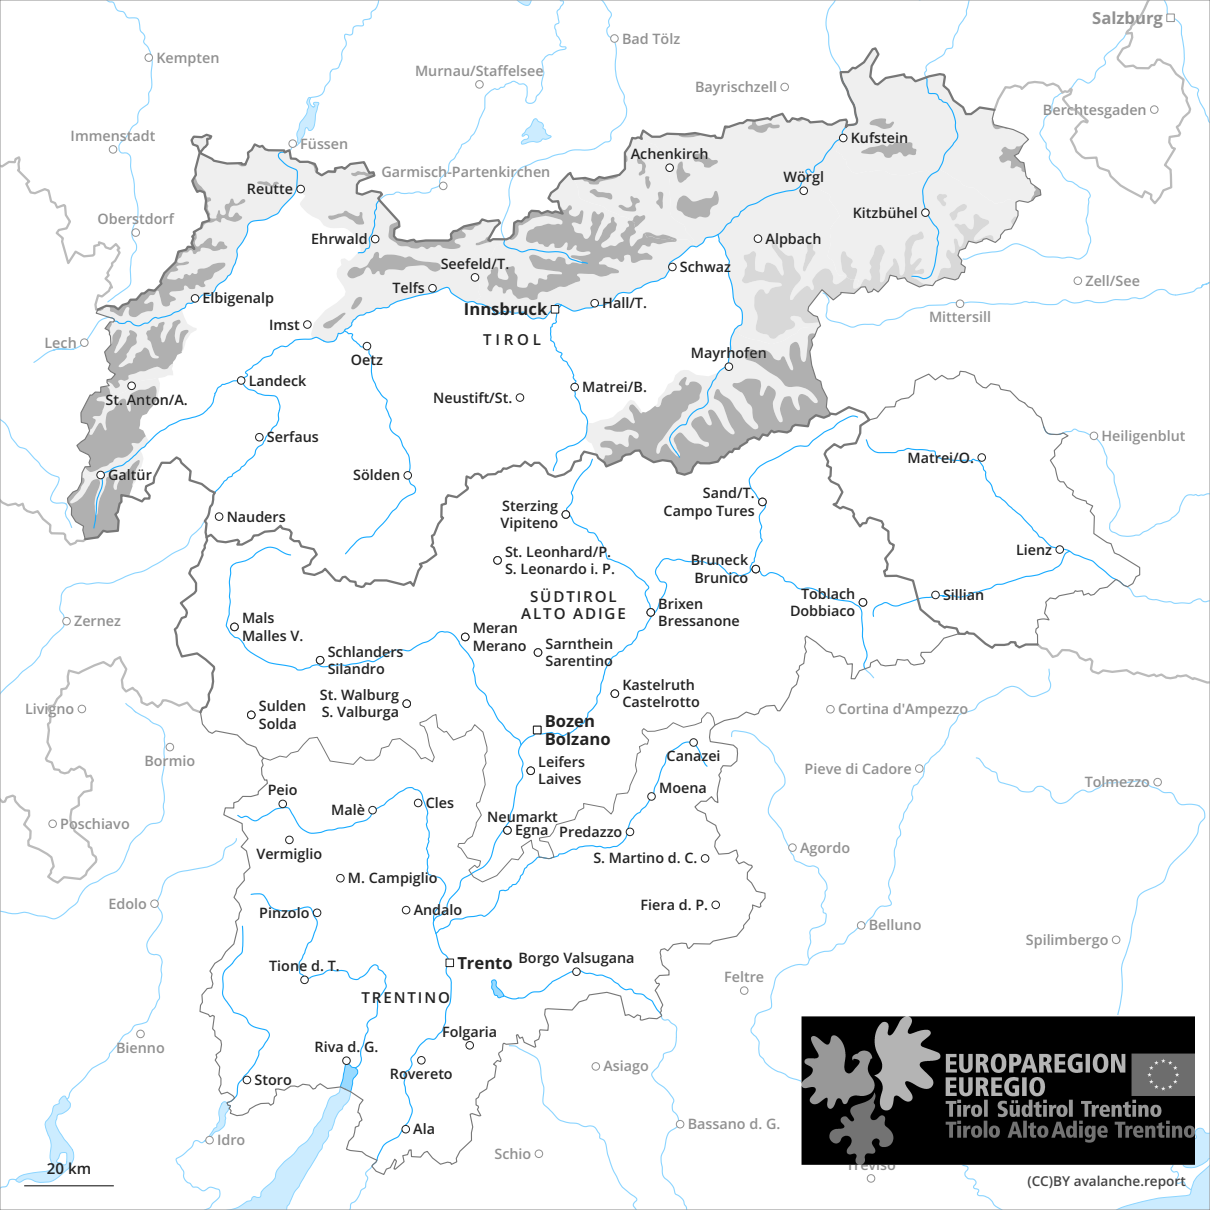 Salzburg
Bad Tölz
Kempten
Murnau/Staffelsee
Bayrischzell
Berchtesgaden
Immenstadt
Füssen
Kufstein
Achenkirch
Garmisch-Partenkirchen
Wörgl
Reutte
Kitzbühel
Oberstdorf
Ehrwald
Alpbach
Seefeld/T.
Schwaz
Zell/See
Telfs
Elbigenalp
Hall/T.
Innsbruck
Mittersill
Imst
TIROL
Lech
Oetz
Mayrhofen
Landeck
Matrei/B.
St. Anton/A.
Neustift/St.
Serfaus
Heiligenblut
Matrei/O.
Galtür
Sölden
Sand/T.
Campo Tures
Sterzing
Vipiteno
Nauders
Lienz
St. Leonhard/P.
S. Leonardo i. P.
Bruneck
Brunico
SÜDTIROL
ALTO ADIGE
Toblach
Dobbiaco
Sillian
Brixen
Bressanone
Zernez
Mals
Malles V.
Meran
Merano
Sarnthein
Sarentino
Schlanders
Silandro
Kastelruth
Castelrotto
St. Walburg
S. Valburga
Sulden
Solda
Livigno
Cortina d'Ampezzo
Bozen
Bolzano
Bormio
Canazei
Leifers
Laives
Pieve di Cadore
Tolmezzo
Peio
Moena
Malè
Cles
Neumarkt
Egna
Predazzo
Poschiavo
Vermiglio
Agordo
S. Martino d. C.
M. Campiglio
Edolo
Pinzolo
Andalo
Fiera d. P.
Belluno
Spilimbergo
Trento
Borgo Valsugana
Tione d. T.
Feltre
TRENTINO
Folgaria
Bienno
Riva d. G.
Rovereto
Asiago
Storo
EUROPAREGION
EUREGIO
Tirol Südtirol Trentino
Tirolo Alto Adige Trentino
Ala
Bassano d. G.
Idro
Schio
Treviso
20 km
(CC)BY avalanche.report